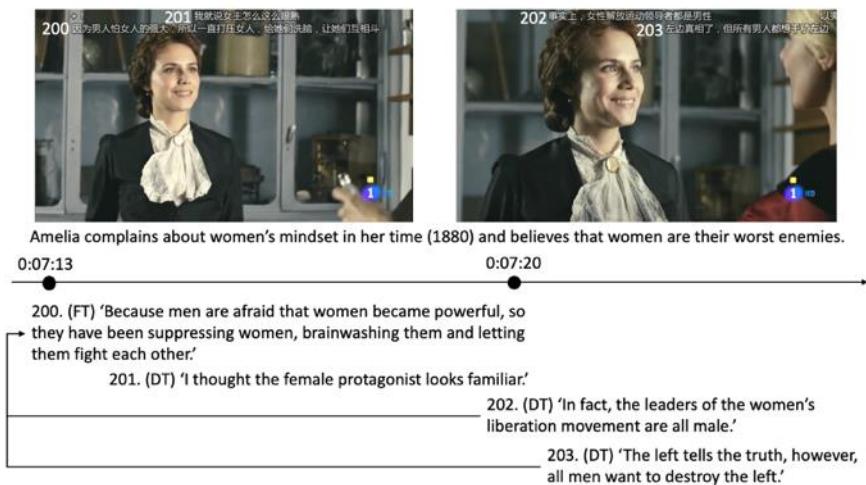 201 我就说女主怎么这么眼熟
200 因为男人怕女人的强大，所以一直打压女人，给她们洗脑，让她们互相斗
1
202 事实上，女性解放运动领导者都是男性
203 左边真相了，但所有男人都想干了左边
1 HD
Amelia complains about women’s mindset in her time (1880) and believes that women are their worst enemies.
0:07:13
0:07:20
200. (FT) ‘Because men are afraid that women became powerful, so
they have been suppressing women, brainwashing them and letting
them fight each other.’
201. (DT) ‘I thought the female protagonist looks familiar.’
202. (DT) ‘In fact, the leaders of the women’s
liberation movement are all male.’
203. (DT) ‘The left tells the truth, however,
all men want to destroy the left.’